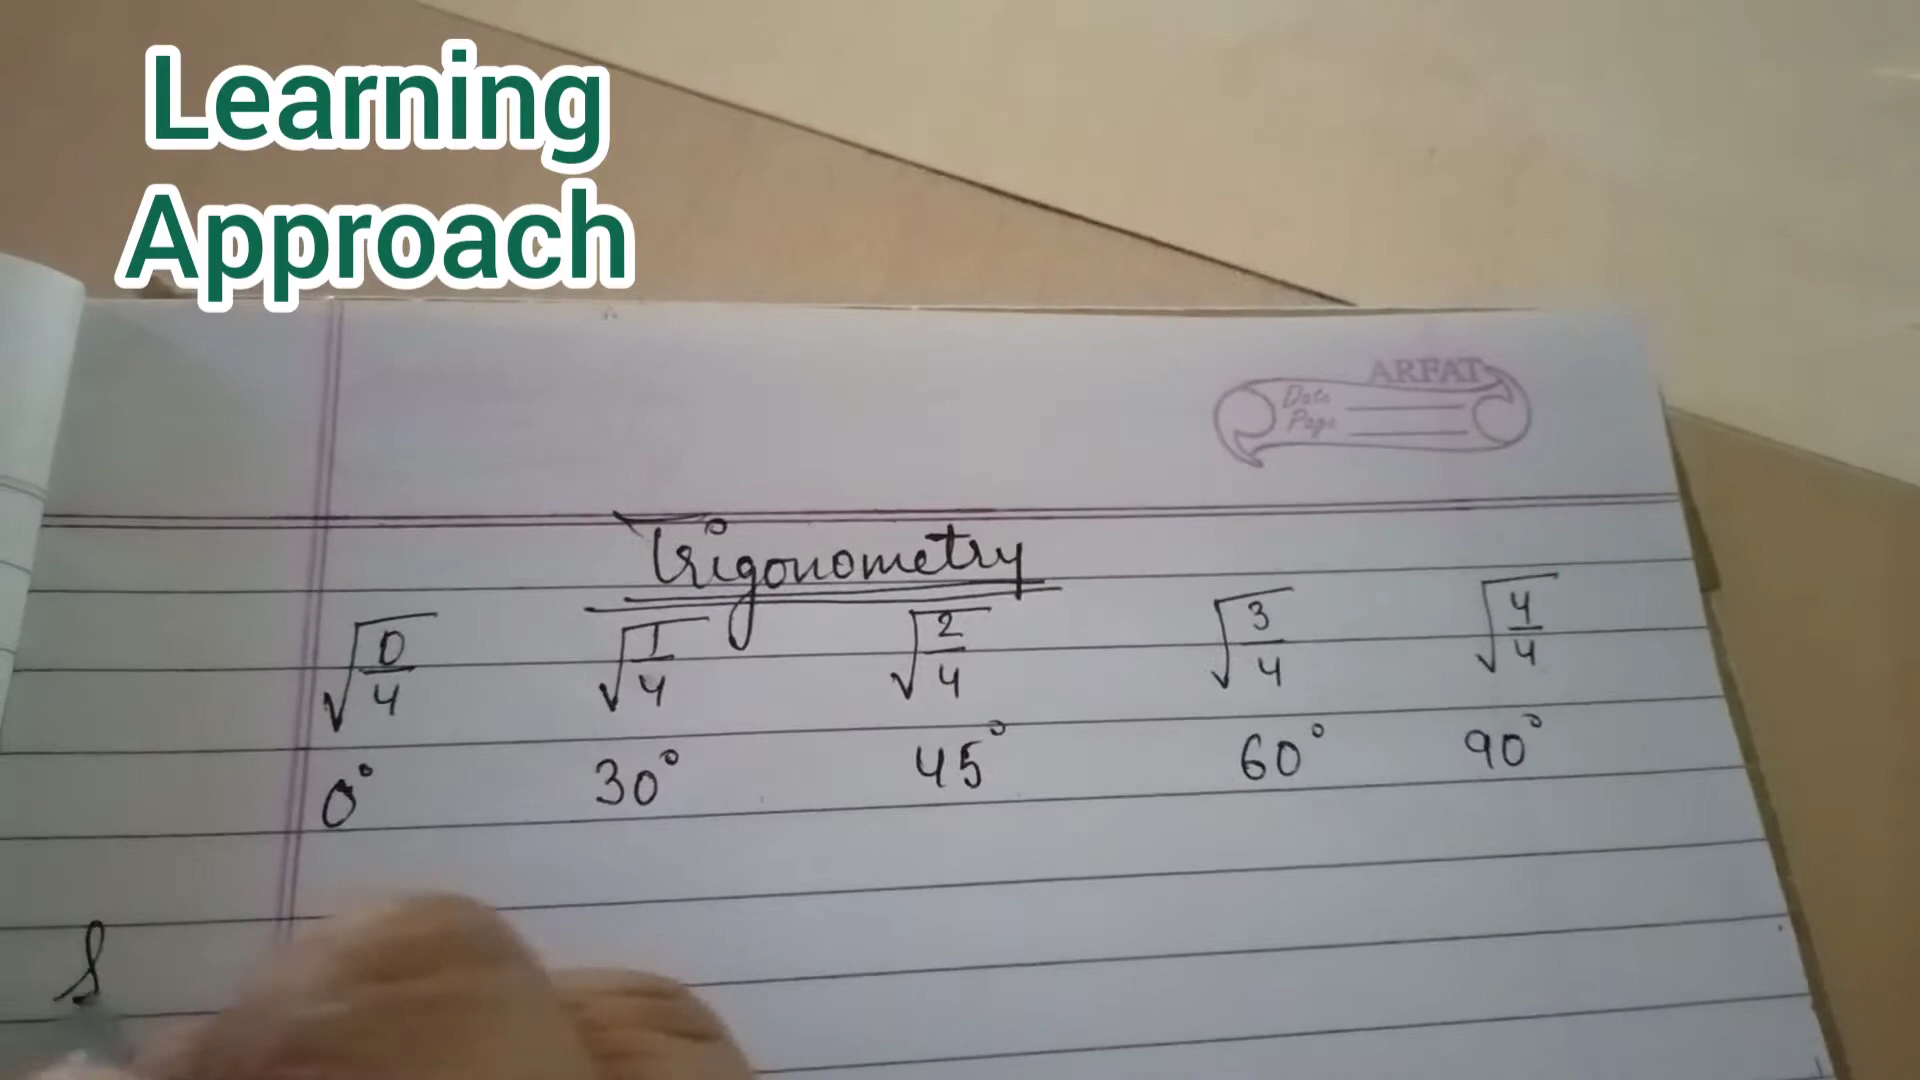 Learning
Approach
ARFAT
Date
Page
Trigonometry
√0/4 √1/4 √2/4 √3/4 √4/4
0° 30° 45° 60° 90°
S